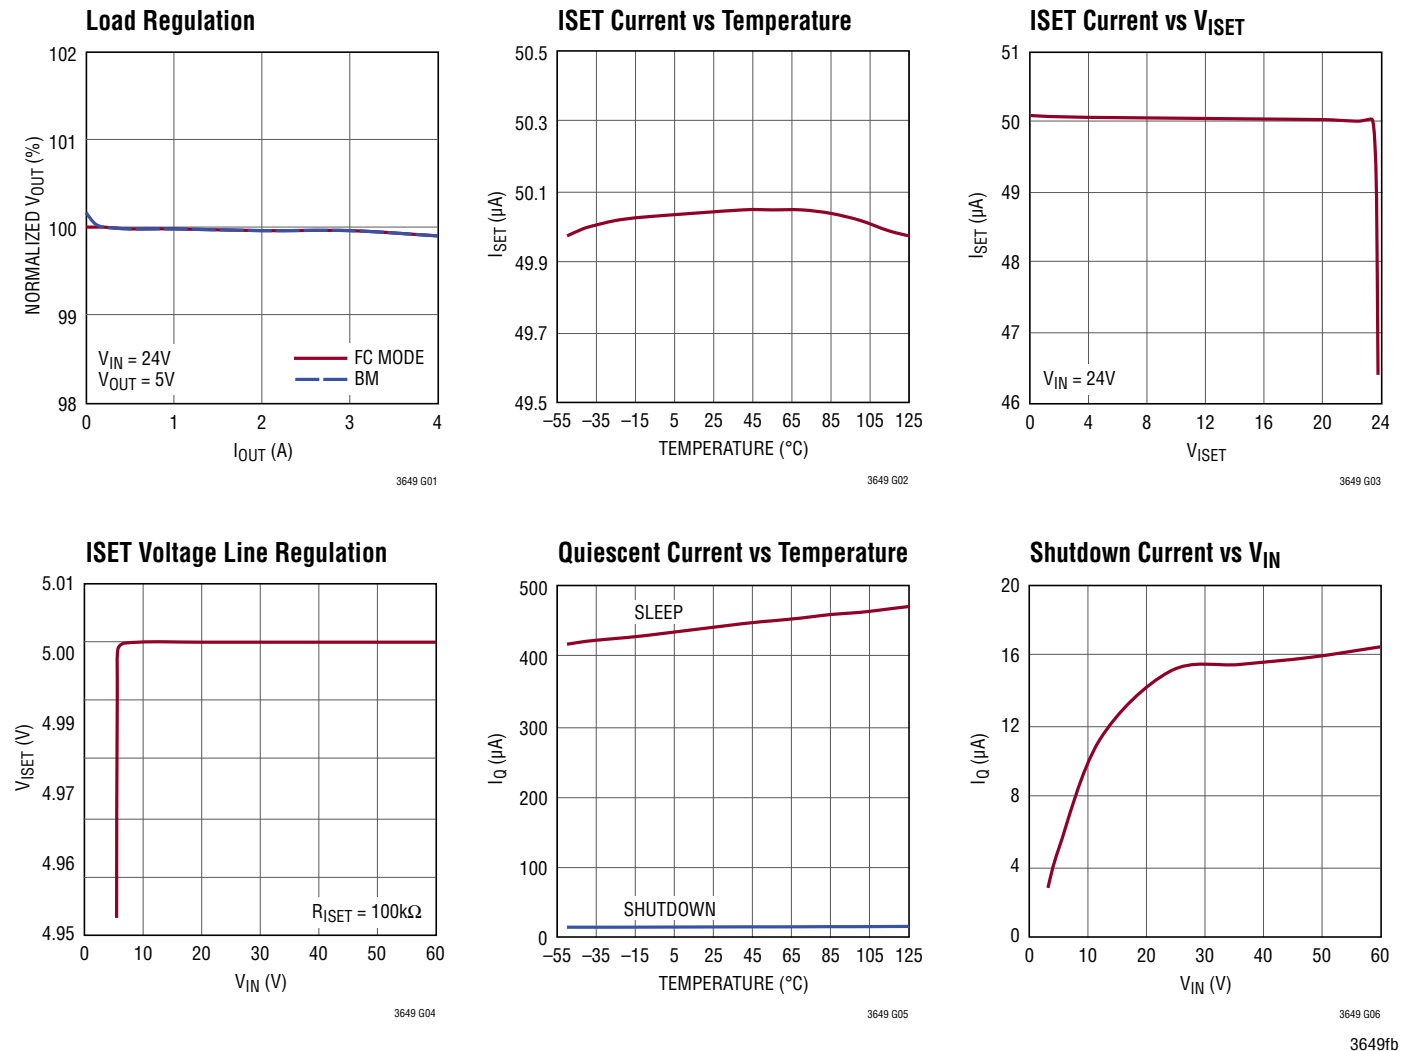 Load Regulation
102
101
100
99
98
NORMALIZED VOUT (%)
VIN = 24V
VOUT = 5V
FC MODE
BM
0 1 2 3 4
IOUT (A)
3649 G01
ISET Current vs Temperature
50.5
50.3
50.1
49.9
49.7
49.5
ISET (µA)
–55 –35 –15 5 25 45 65 85 105 125
TEMPERATURE (°C)
3649 G02
ISET Current vs VISET
51
50
49
48
47
46
ISET (µA)
VIN = 24V
0 4 8 12 16 20 24
VISET
3649 G03
ISET Voltage Line Regulation
5.01
5.00
4.99
4.97
4.96
4.95
VISET (V)
RISET = 100kΩ
0 10 20 30 40 50 60
VIN (V)
3649 G04
Quiescent Current vs Temperature
500
400
300
200
100
0
IQ (µA)
SLEEP
SHUTDOWN
–55 –35 –15 5 25 45 65 85 105 125
TEMPERATURE (°C)
3649 G05
Shutdown Current vs VIN
20
16
12
8
4
0
IQ (µA)
0 10 20 30 40 50 60
VIN (V)
3649 G06
3649fb